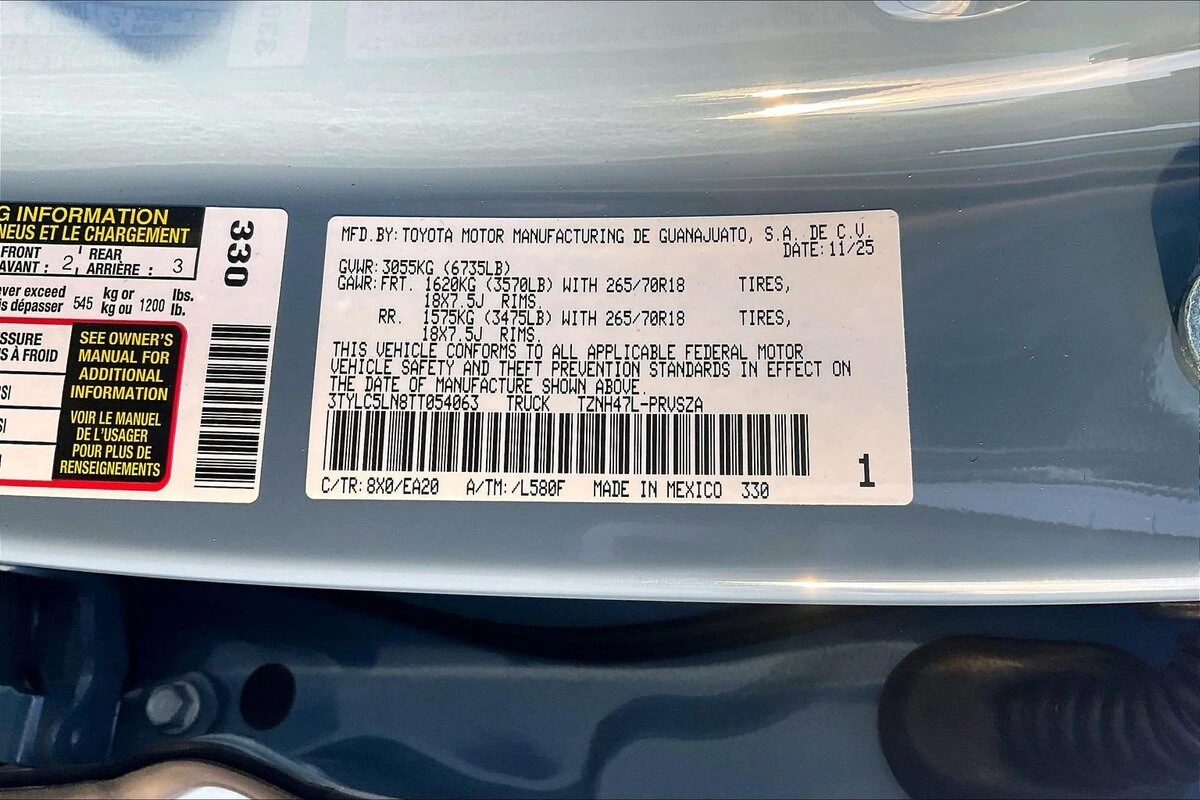 G INFORMATION
NEUS ET LE CHARGEMENT
FRONT
AVANT : 2
REAR
ARRIÈRE : 3
ever exceed
is dépasser 545 kg or
kg ou 1200 lbs.
lb.
SSURE
S À FROID
SI
SI
SEE OWNER'S
MANUAL FOR
ADDITIONAL
INFORMATION
VOIR LE MANUEL
DE L'USAGER
POUR PLUS DE
RENSEIGNEMENTS
330
MFD.BY: TOYOTA MOTOR MANUFACTURING DE GUANAJUATO, S.A. DE C.V.
DATE: 11/25
GVWR: 3055KG (6735LB)
GAWR: FRT. 1620KG (3570LB) WITH 265/70R18 TIRES,
18X7.5J RIMS.
RR. 1575KG (3475LB) WITH 265/70R18 TIRES,
18X7.5J RIMS.
THIS VEHICLE CONFORMS TO ALL APPLICABLE FEDERAL MOTOR
VEHICLE SAFETY AND THEFT PREVENTION STANDARDS IN EFFECT ON
THE DATE OF MANUFACTURE SHOWN ABOVE.
3TYLC5LN8TT054063 TRUCK TZNH47L-PRVSZA
1
C/TR: 8X0/EA20 A/TM: /L580F MADE IN MEXICO 330